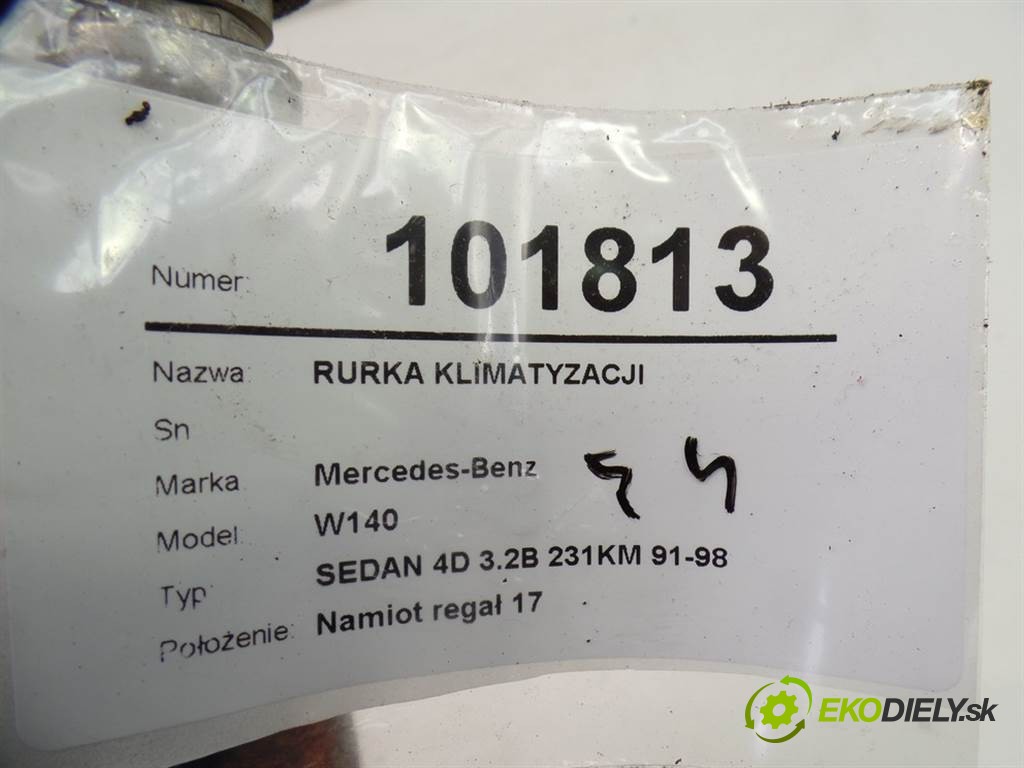 Numer: 101813
Nazwa: RURKA KLIMATYZACJI
Sn
Marka Mercedes-Benz
Model: W140
Typ: SEDAN 4D 3.2B 231KM 91-98
Położenie: Namiot regał 17
EKODIELY.sk